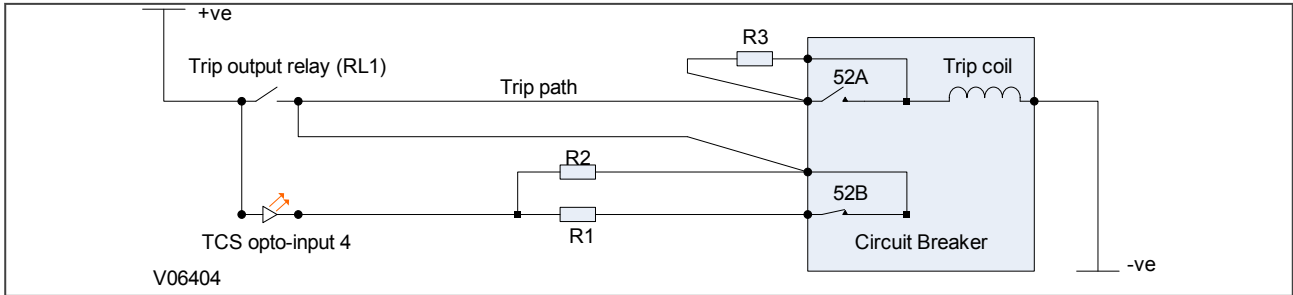 +ve
R3
Trip output relay (RL1)
52A
Trip coil
Trip path
R2
52B
R1
TCS opto-input 4
Circuit Breaker
V06404
-ve